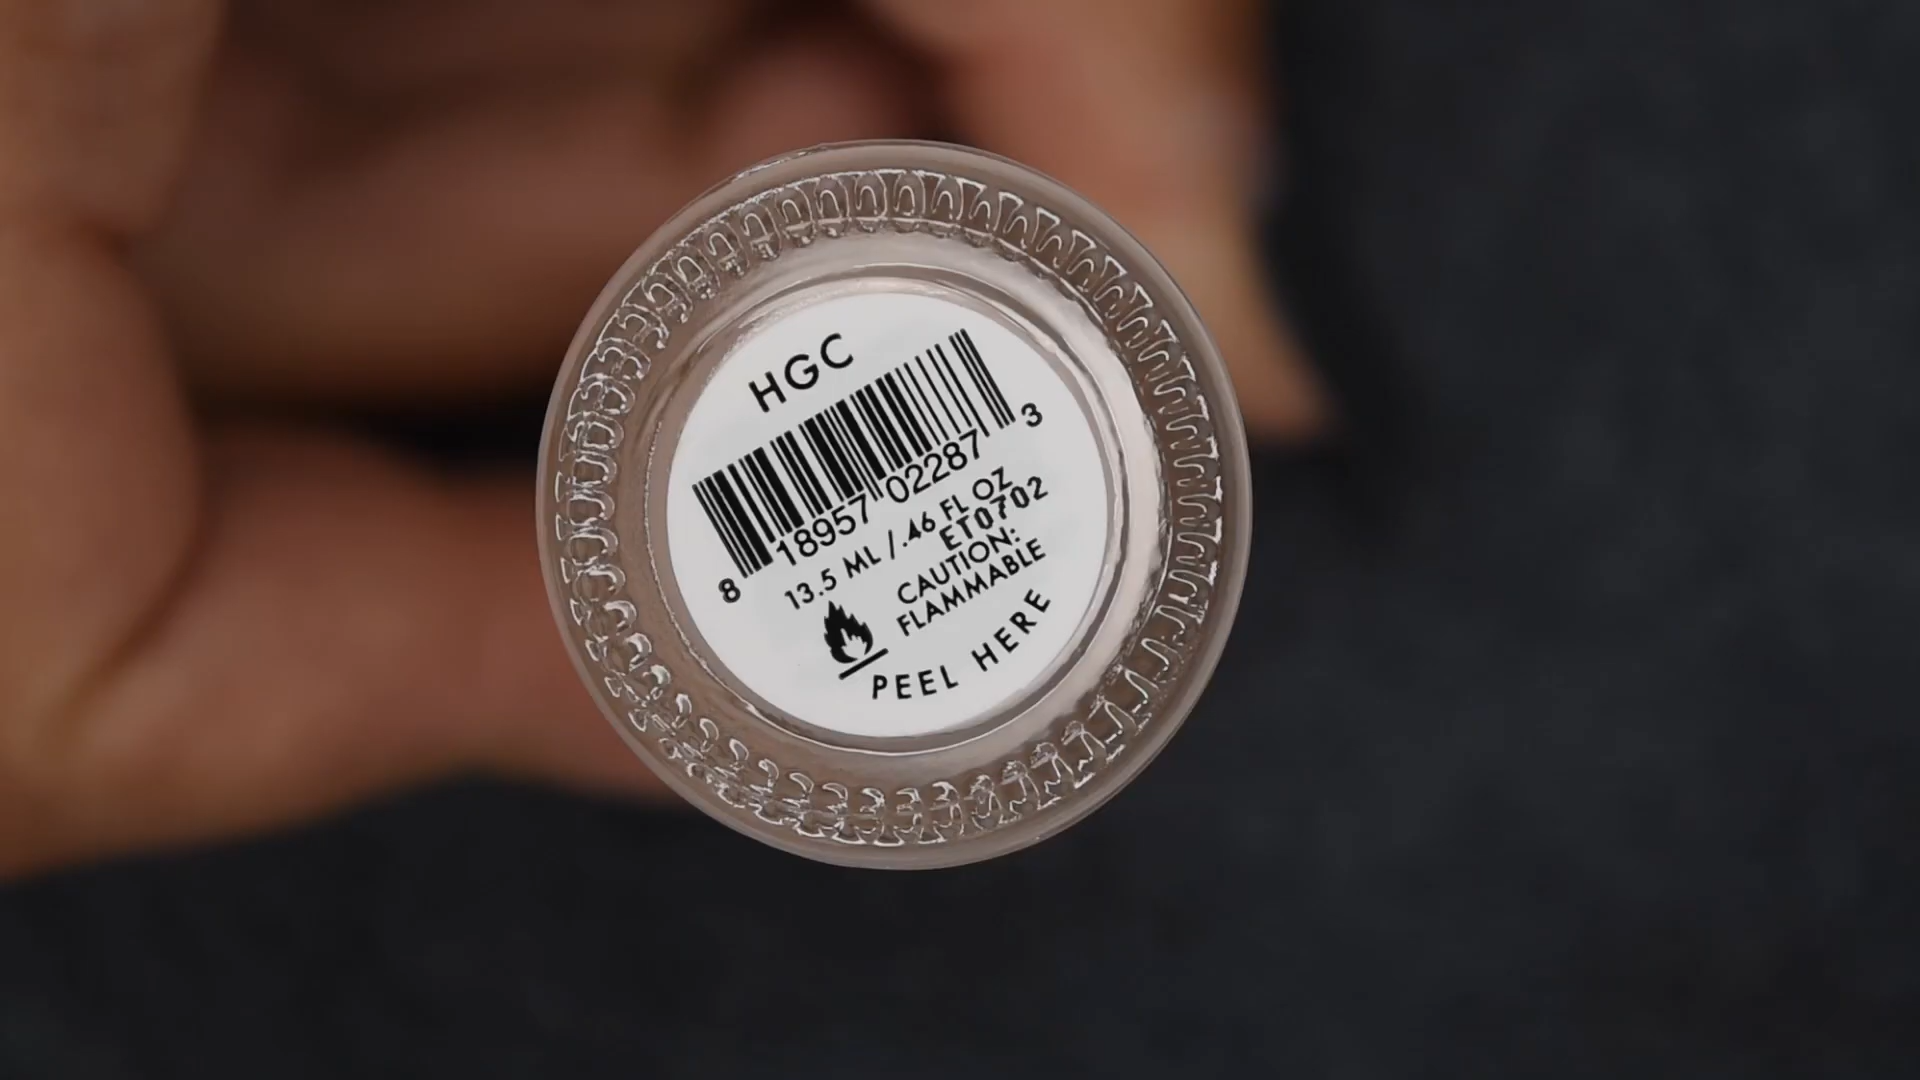 HGC
8 18957 02287 3
13.5 ML / .46 FL OZ
ET0702
CAUTION:
FLAMMABLE
PEEL HERE